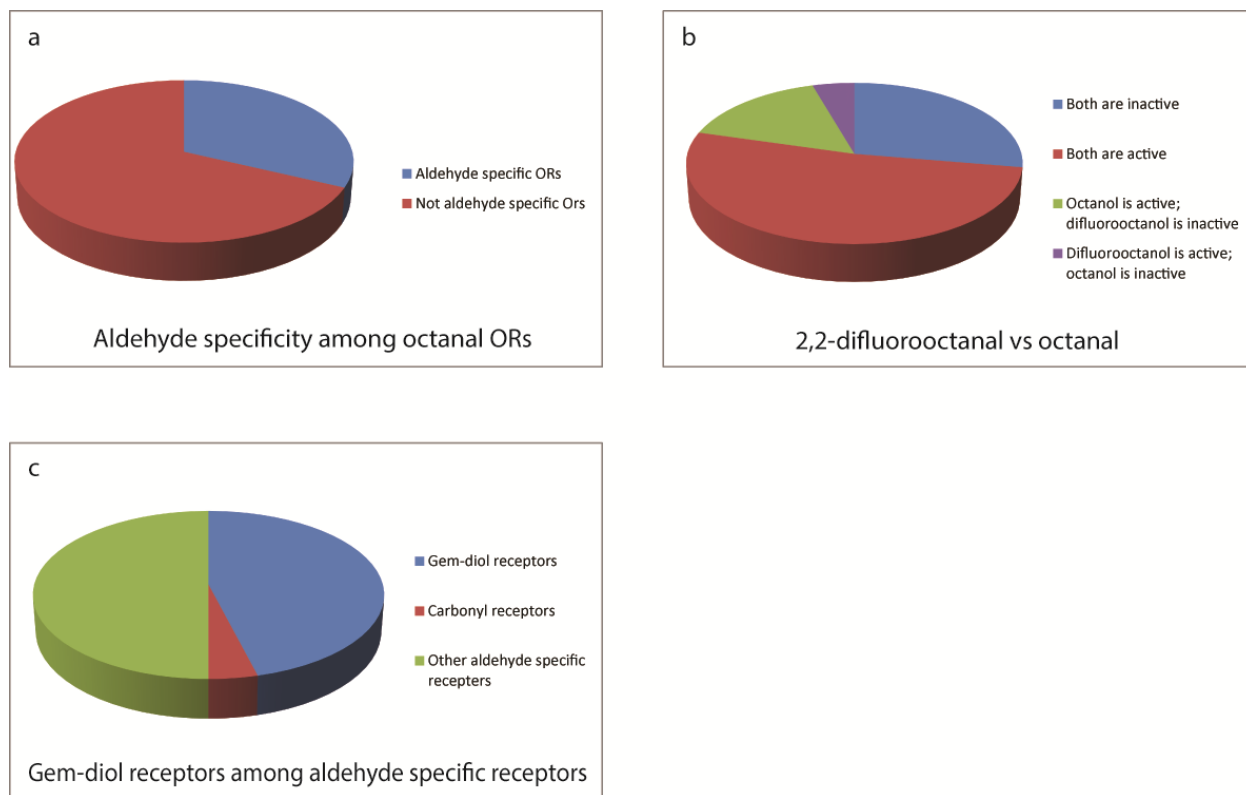 a
Aldehyde specific ORs
Not aldehyde specific Ors
Aldehyde specificity among octanal ORs
b
Both are inactive
Both are active
Octanol is active;
difluorooctanol is inactive
Difluorooctanol is active;
octanol is inactive
2,2-difluorooctanal vs octanal
c
Gem-diol receptors
Carbonyl receptors
Other aldehyde specific
recepters
Gem-diol receptors among aldehyde specific receptors